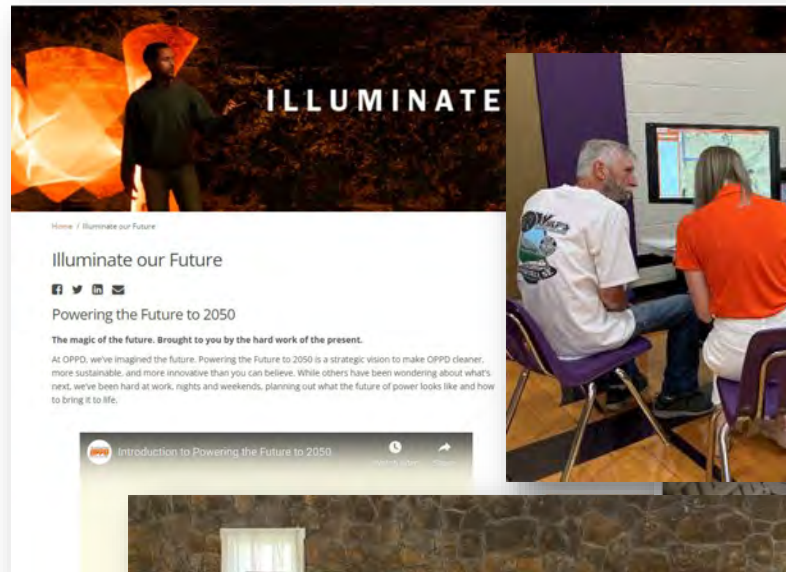 ILLUMINATE
Home / Illuminate our Future
Illuminate our Future
Powering the Future to 2050
The magic of the future. Brought to you by the hard work of the present.
At OPPD, we've imagined the future. Powering the Future to 2050 is a strategic vision to make OPPD cleaner,
more sustainable, and more innovative than you can believe. While others have been wondering about what's
next, we've been hard at work, nights and weekends, planning out what the future of power looks like and how
to bring it to life.
Introduction to Powering the Future to 2050